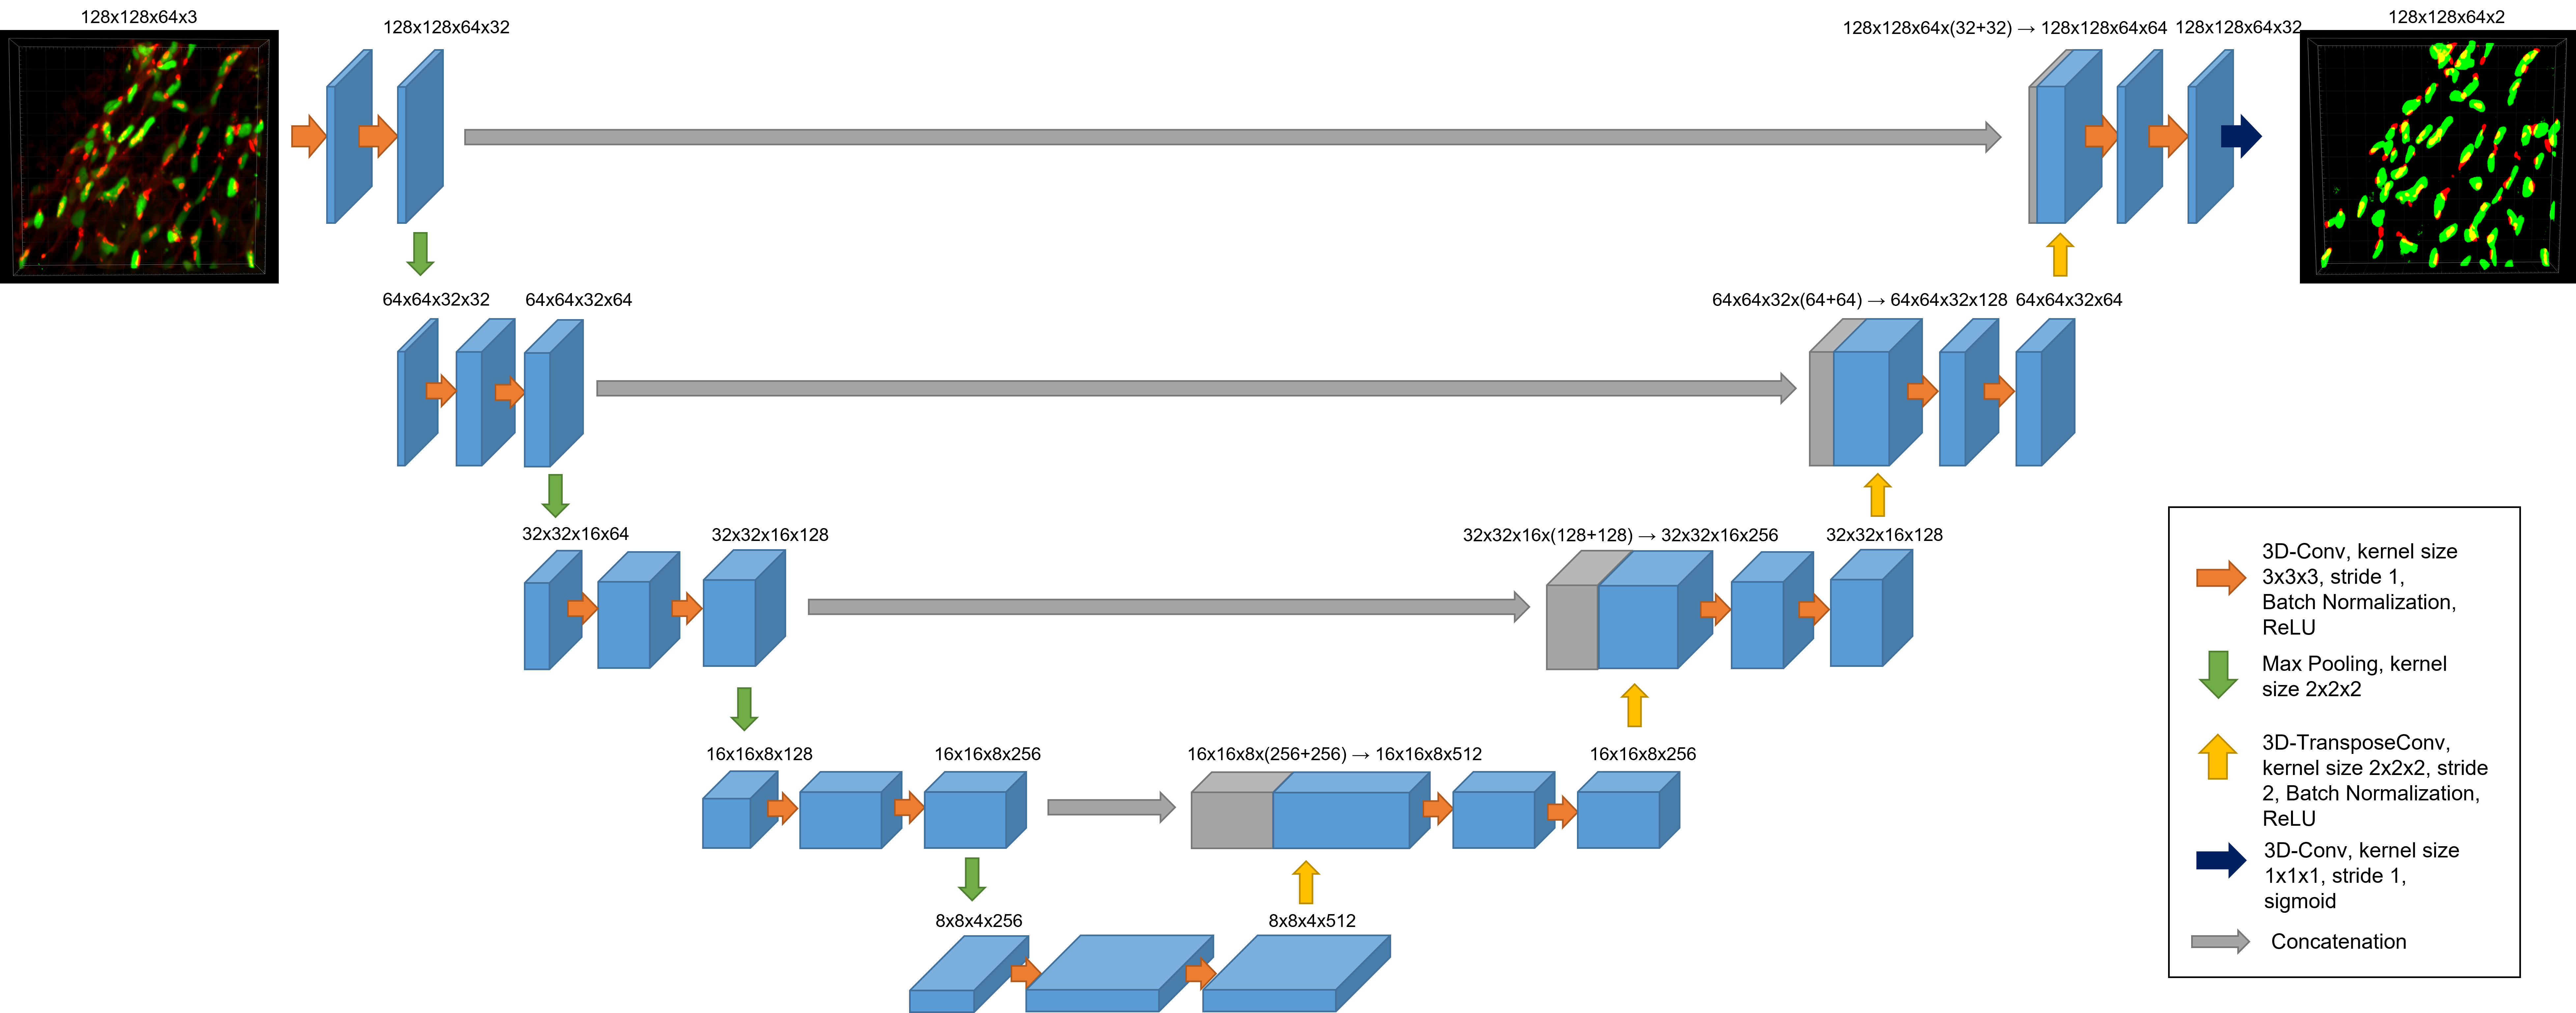 128x128x64x3
128x128x64x32
128x128x64x(32+32) → 128x128x64x64
128x128x64x32
128x128x64x2
64x64x32x32
64x64x32x64
64x64x32x(64+64) → 64x64x32x128
64x64x32x64
32x32x16x64
32x32x16x128
32x32x16x(128+128) → 32x32x16x256
32x32x16x128
16x16x8x128
16x16x8x256
16x16x8x(256+256) → 16x16x8x512
16x16x8x256
8x8x4x256
8x8x4x512
3D-Conv, kernel size
3x3x3, stride 1,
Batch Normalization,
ReLU
Max Pooling, kernel
size 2x2x2
3D-TransposeConv,
kernel size 2x2x2, stride
2, Batch Normalization,
ReLU
3D-Conv, kernel size
1x1x1, stride 1,
sigmoid
Concatenation